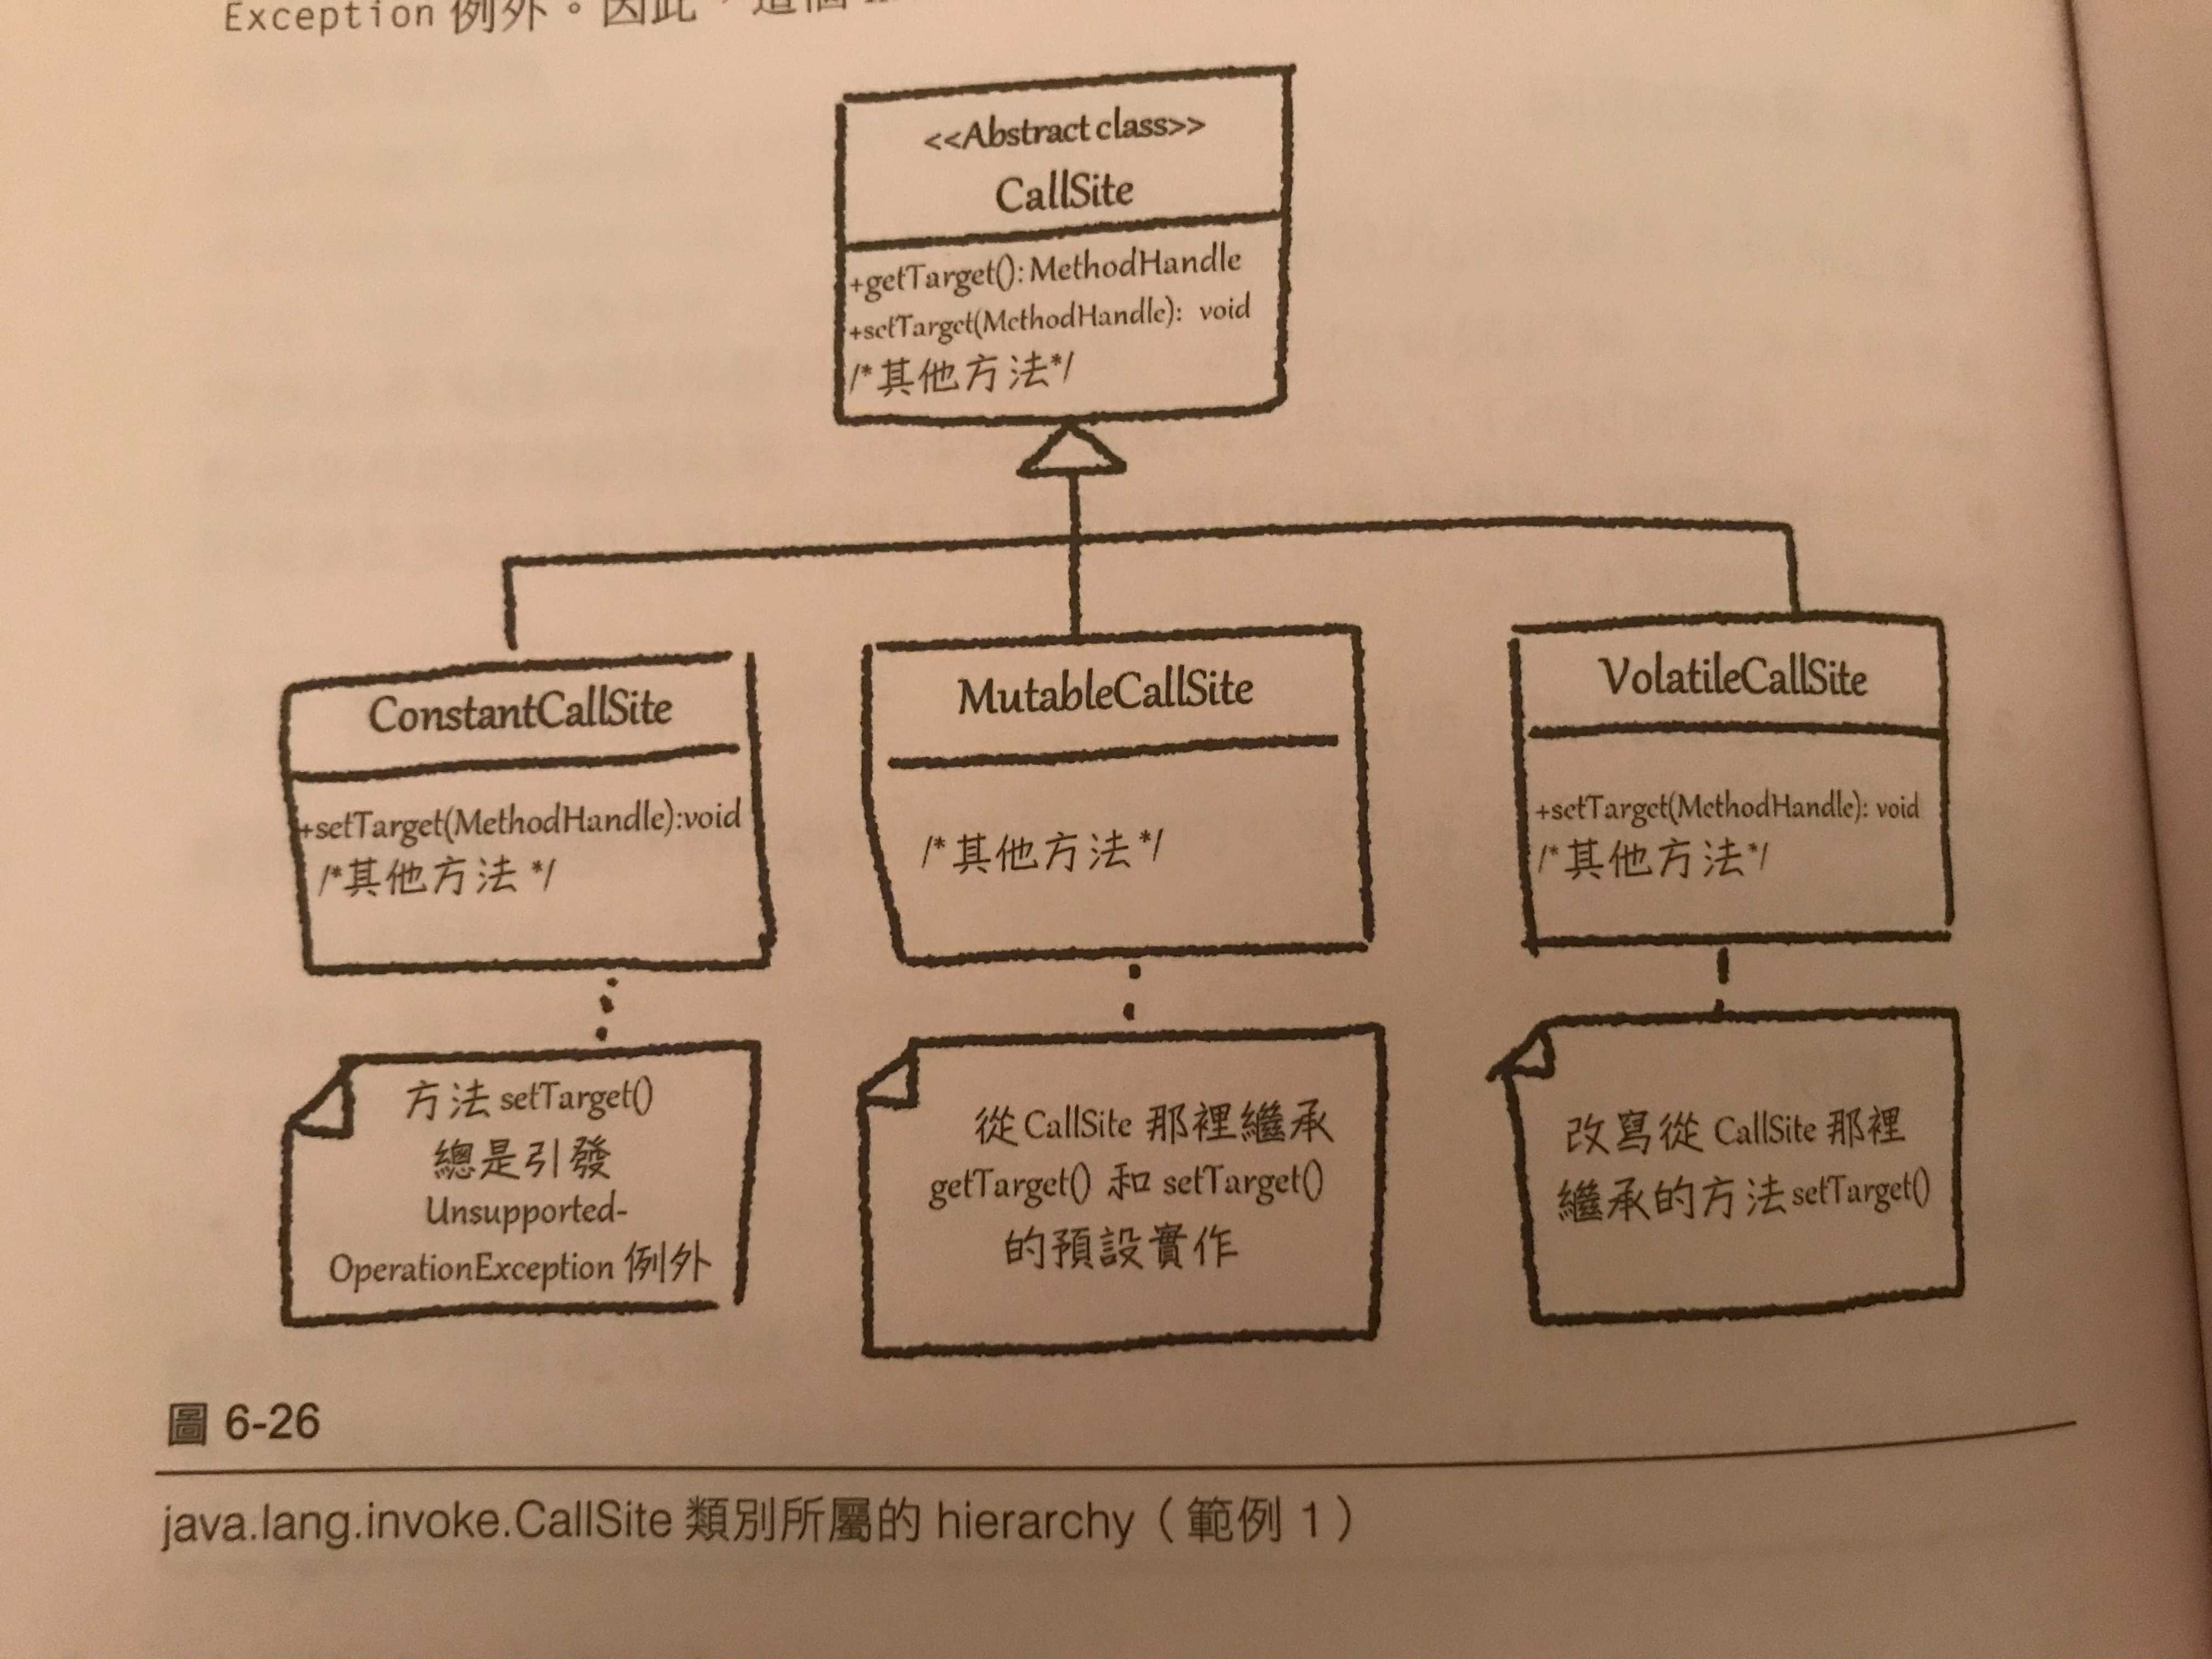 Exception 例外。因此，這個
<<Abstract class>>
CallSite
+getTarget(): MethodHandle
+setTarget(MethodHandle): void
/*其他方法*/
ConstantCallSite
+setTarget(MethodHandle):void
/*其他方法 */
MutableCallSite
/*其他方法 */
VolatileCallSite
+setTarget(MethodHandle): void
/*其他方法*/
方法 setTarget()
總是引發
Unsupported-
OperationException 例外
從 CallSite 那裡繼承
getTarget() 和 setTarget()
的預設實作
改寫從 CallSite 那裡
繼承的方法 setTarget()
圖 6-26
java.lang.invoke.CallSite 類別所屬的 hierarchy（範例 1）